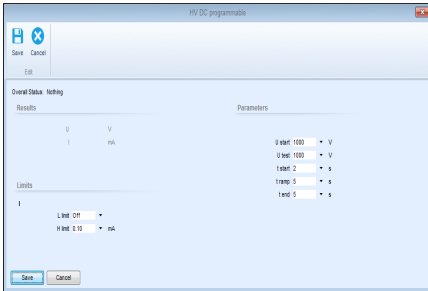 HV DC programmable
Save Cancel
Edit
Overall Status: Nothing
Results
U V
I mA
Limits
I
L limit Off
H limit 0.10 mA
Parameters
U start 1000 V
U test 1000 V
t start 2 s
t ramp 5 s
t end 5 s
Save Cancel